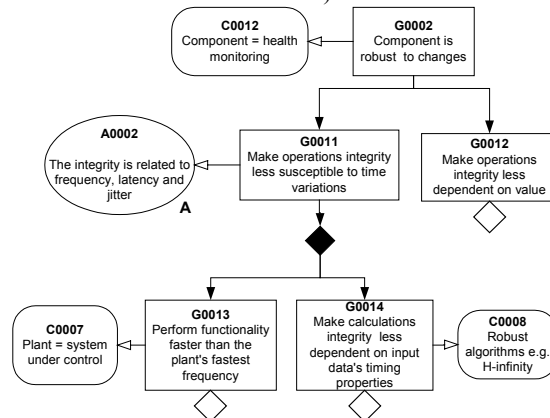 C0012
Component = health
monitoring
G0002
Component is
robust to changes
A0002
The integrity is related to
frequency, latency and
jitter
A
G0011
Make operations integrity
less susceptible to time
variations
G0012
Make operations
integrity less
dependent on value
C0007
Plant = system
under control
G0013
Perform functionality
faster than the
plant's fastest
frequency
G0014
Make calculations
integrity less
dependent on input
data's timing
properties
C0008
Robust
algorithms e.g.
H-infinity